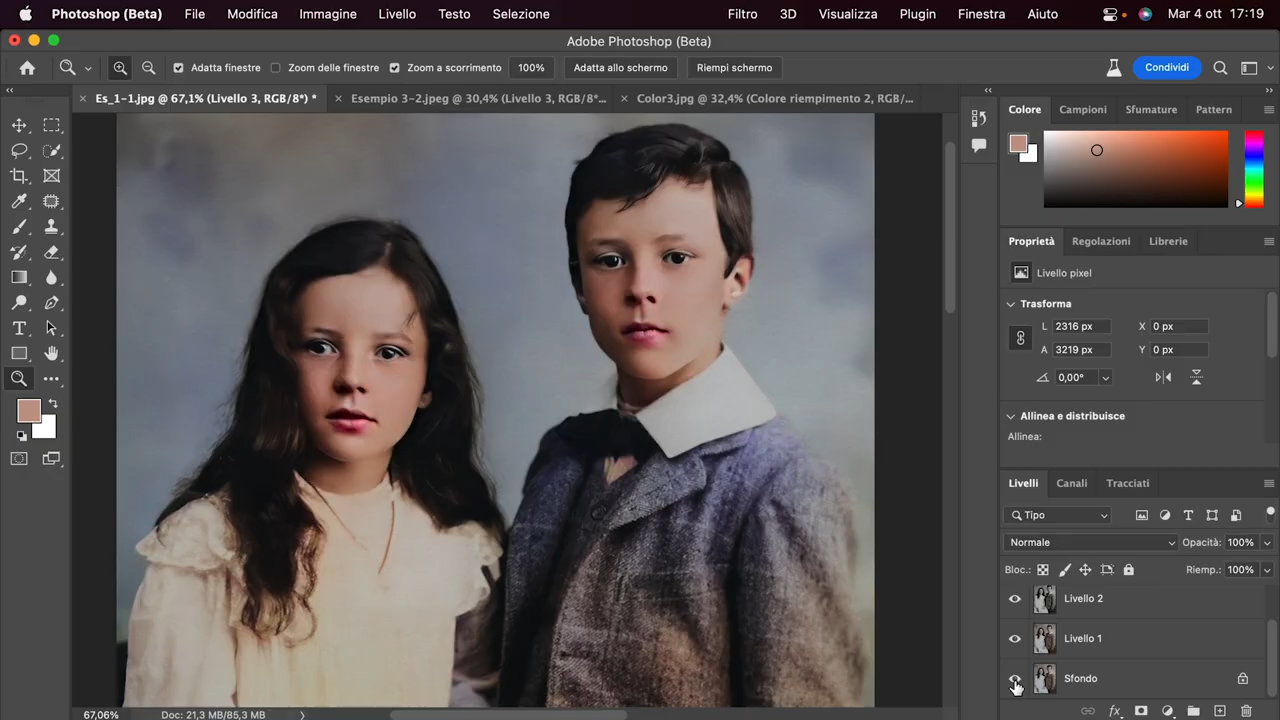 Photoshop (Beta) File Modifica Immagine Livello Testo Selezione Filtro 3D Visualizza Plugin Finestra Aiuto Mar 4 ott 17:19
Adobe Photoshop (Beta)
Adatta finestre Zoom delle finestre Zoom a scorrimento 100% Adatta allo schermo Riempi schermo Condividi
Es_1-1.jpg @ 67,1% (Livello 3, RGB/8*) * Esempio 3-2.jpeg @ 30,4% (Livello 3, RGB/8*... Color3.jpg @ 32,4% (Colore riempimento 2, RGB/...
Colore Campioni Sfumature Pattern
Proprietà Regolazioni Librerie
Livello pixel
Trasforma
L 2316 px X 0 px
A 3219 px Y 0 px
0,00°
Allinea e distribuisce
Allinea:
Livelli Canali Tracciati
Tipo
Normale Opacità: 100%
Bloc.: Riemp.: 100%
Livello 2
Livello 1
Sfondo
67,06% Doc: 21,3 MB/85,3 MB